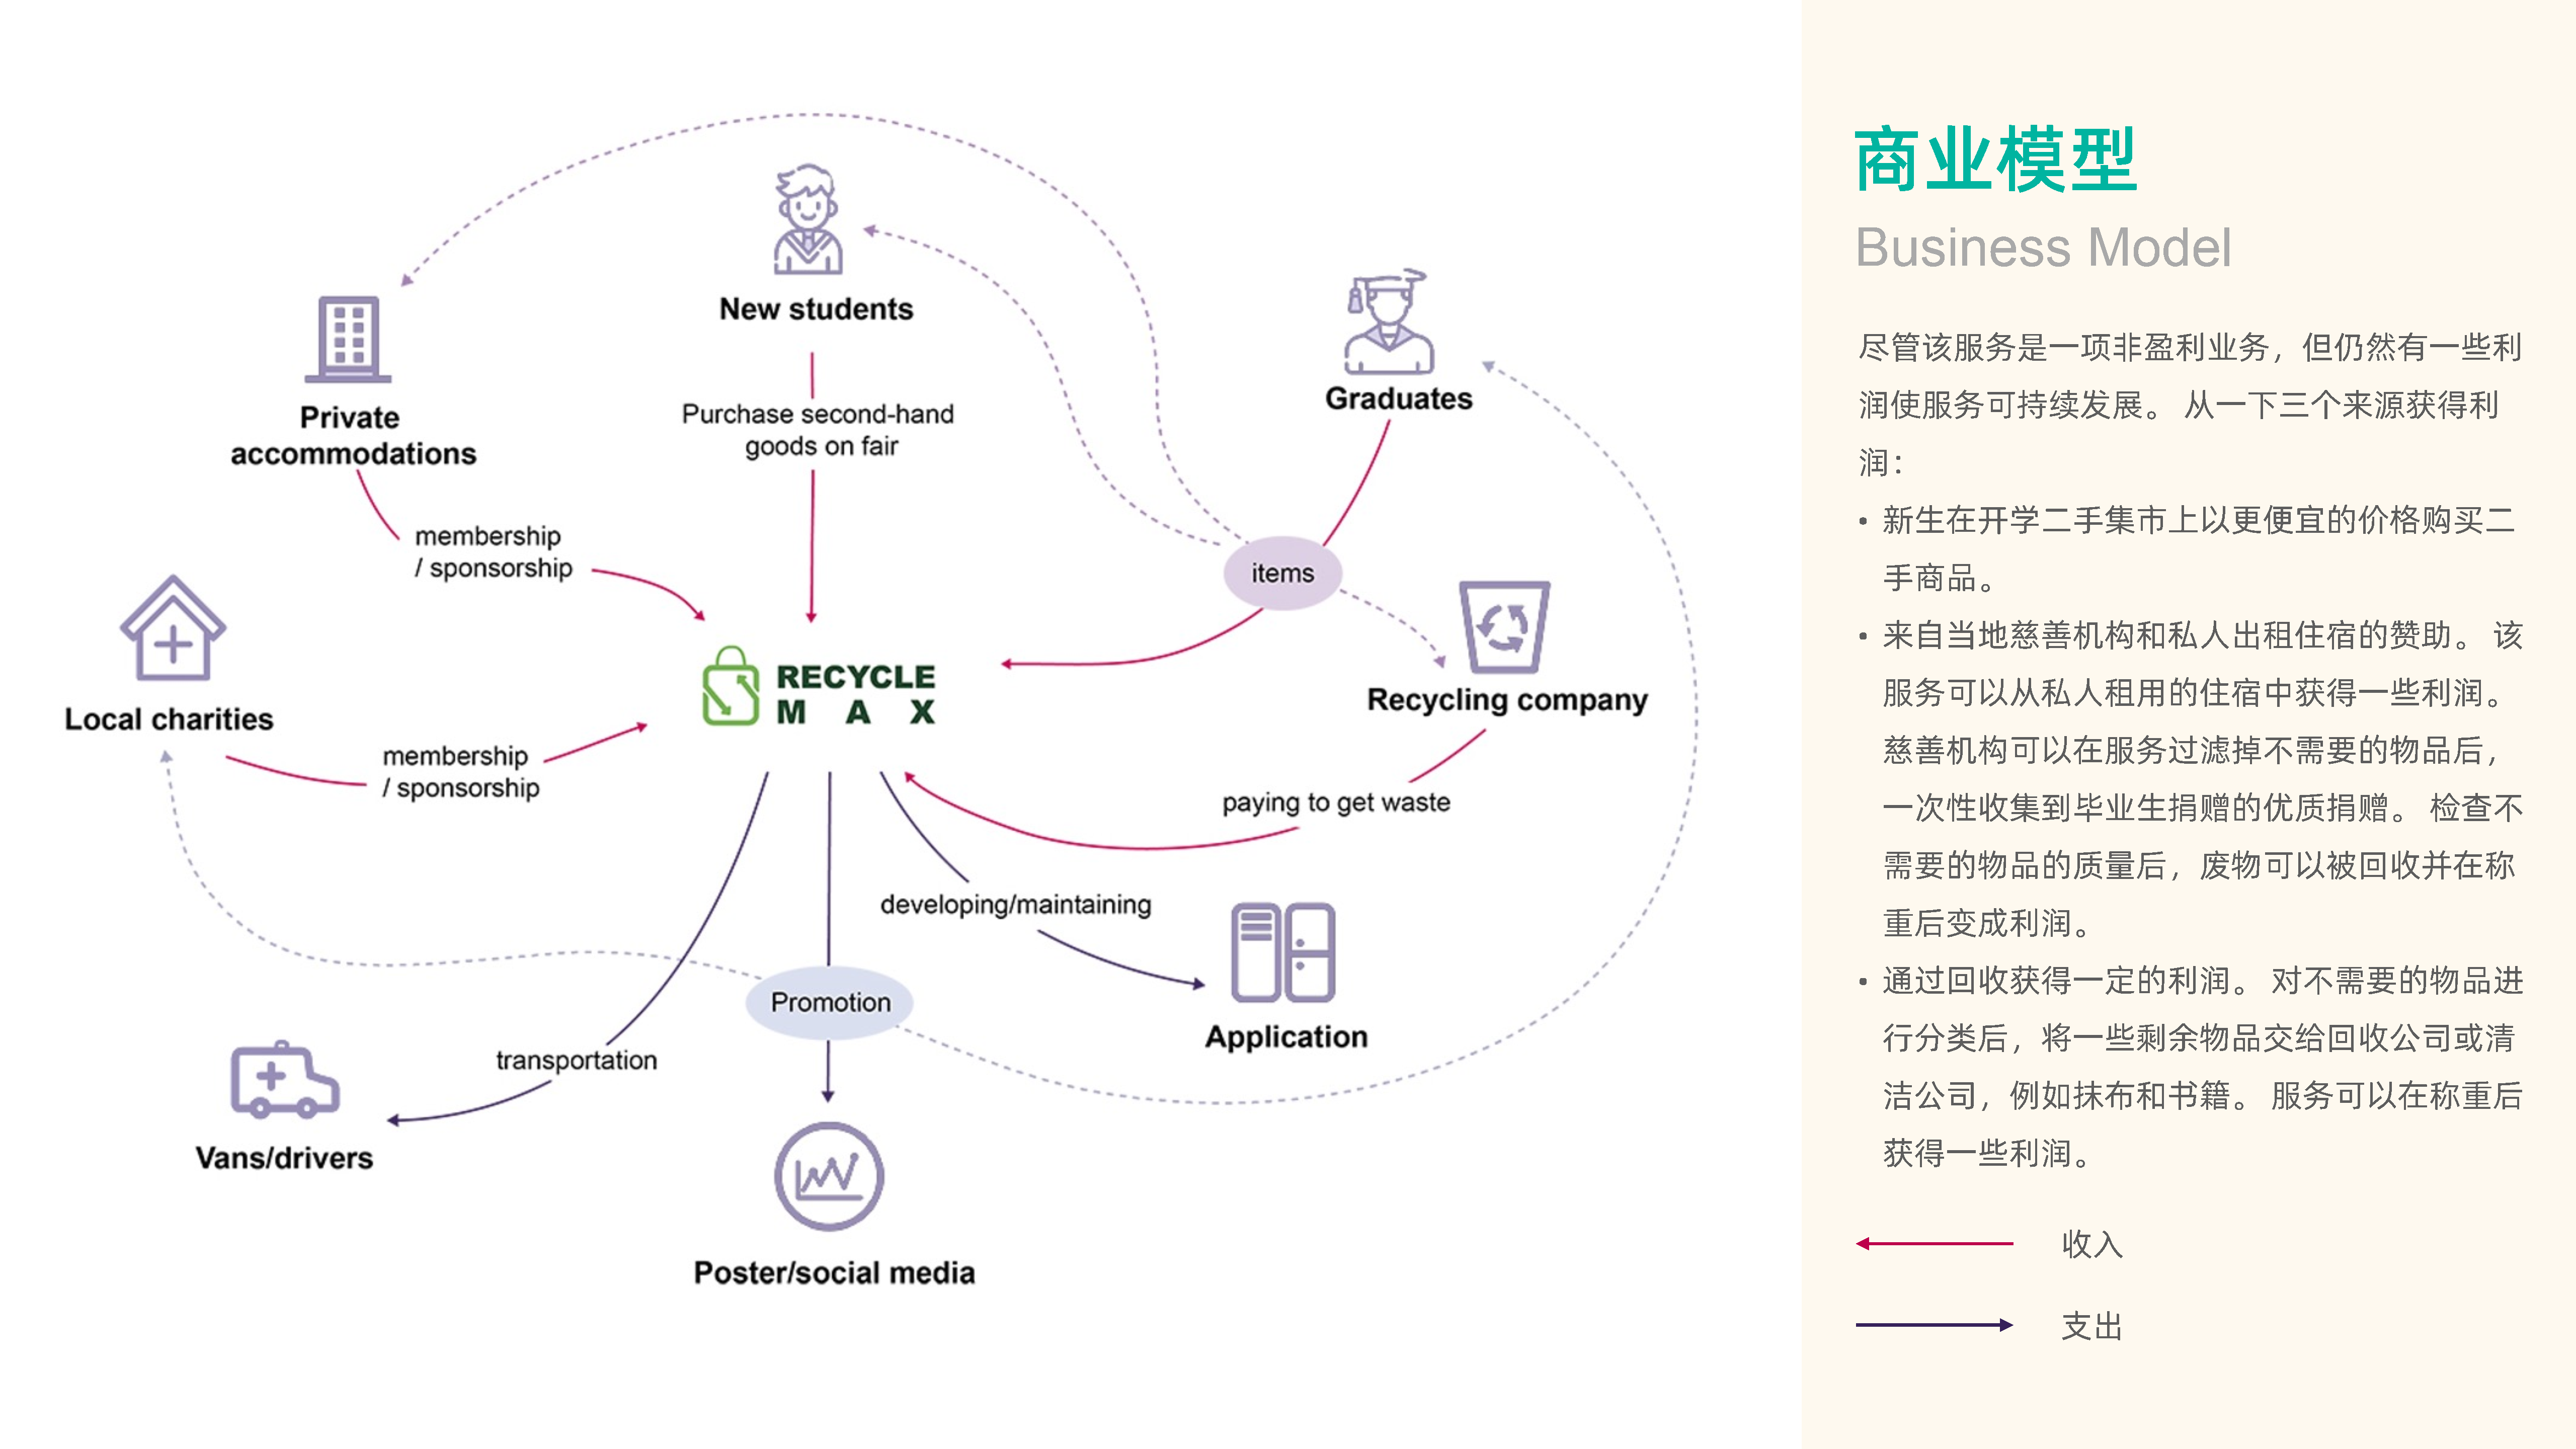 New students
Private
accommodations
Graduates
Purchase second-hand
goods on fair
membership
/ sponsorship
items
RECYCLE
MAX
Recycling company
Local charities
membership
/ sponsorship
paying to get waste
developing/maintaining
Promotion
Application
transportation
Vans/drivers
Poster/social media
商业模型
Business Model
尽管该服务是一项非盈利业务，但仍然有一些利
润使服务可持续发展。 从一下三个来源获得利
润：
• 新生在开学二手集市上以更便宜的价格购买二
手商品。
• 来自当地慈善机构和私人出租住宿的赞助。 该
服务可以从私人租用的住宿中获得一些利润。
慈善机构可以在服务过滤掉不需要的物品后，
一次性收集到毕业生捐赠的优质捐赠。 检查不
需要的物品的质量后，废物可以被回收并在称
重后变成利润。
• 通过回收获得一定的利润。 对不需要的物品进
行分类后，将一些剩余物品交给回收公司或清
洁公司，例如抹布和书籍。 服务可以在称重后
获得一些利润。
收入
支出